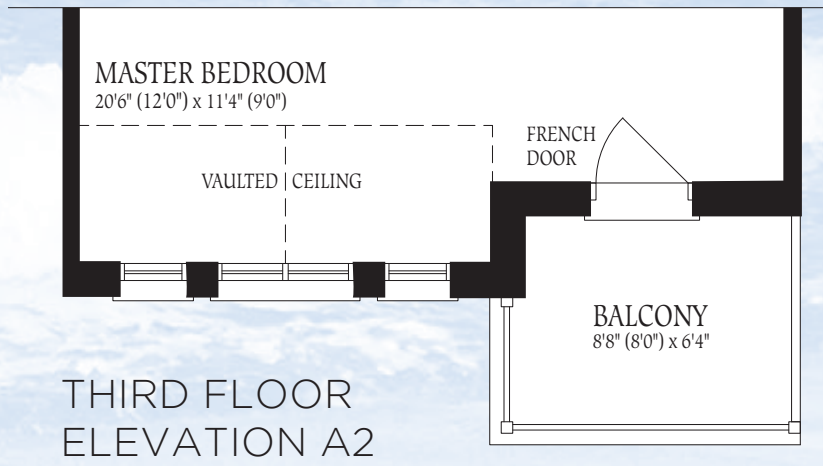 MASTER BEDROOM
20'6" (12'0") x 11'4" (9'0")
FRENCH
DOOR
VAULTED CEILING
BALCONY
8'8" (8'0") x 6'4"
THIRD FLOOR
ELEVATION A2